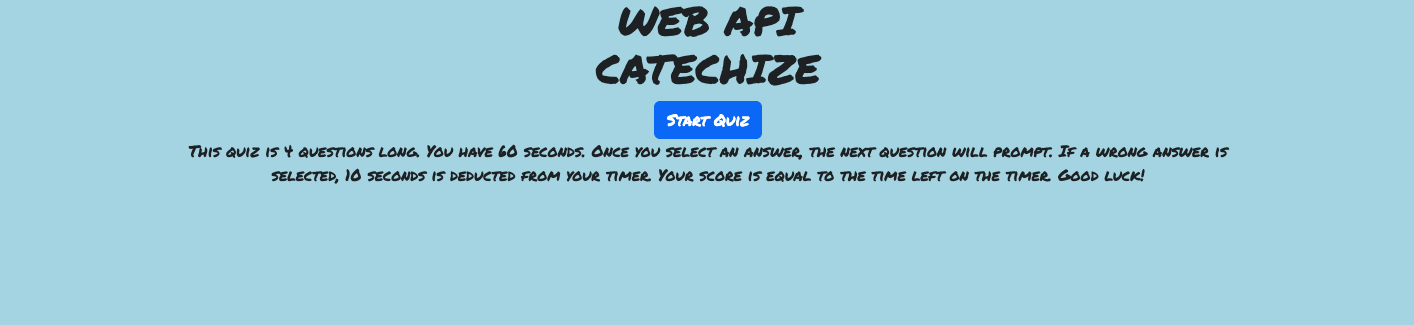 WEB API
CATECHIZE
Start Quiz
This quiz is 4 questions long. You have 60 seconds. Once you select an answer, the next question will prompt. If a wrong answer is
selected, 10 seconds is deducted from your timer. Your score is equal to the time left on the timer. Good luck!